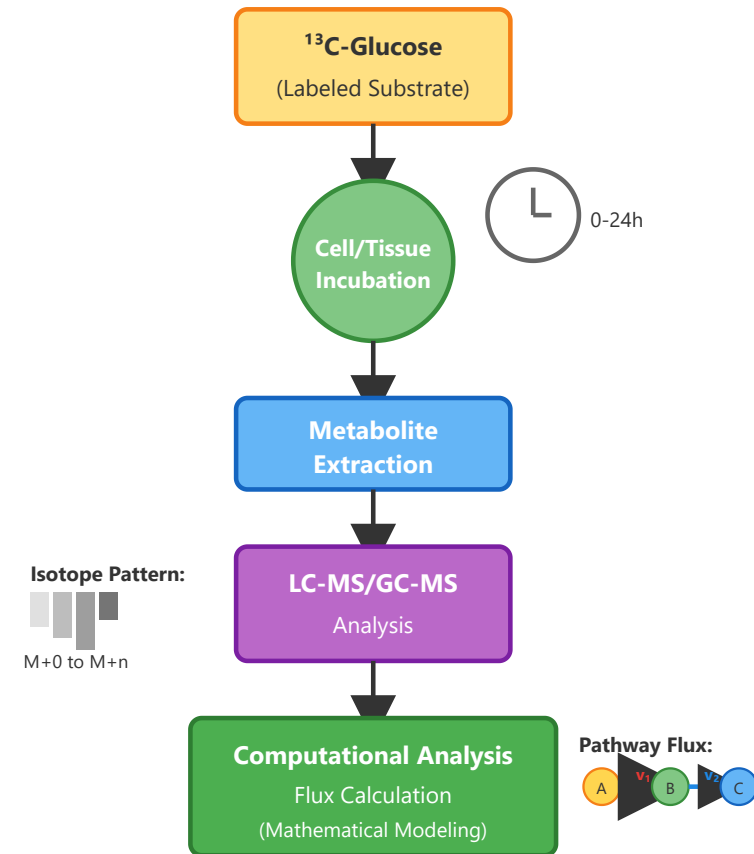 ¹³C-Glucose
(Labeled Substrate)
0-24h
Cell/Tissue
Incubation
Metabolite
Extraction
LC-MS/GC-MS
Analysis
Isotope Pattern:
M+0 to M+n
Computational Analysis
Flux Calculation
(Mathematical Modeling)
Pathway Flux:
A v₁ B v₂ C